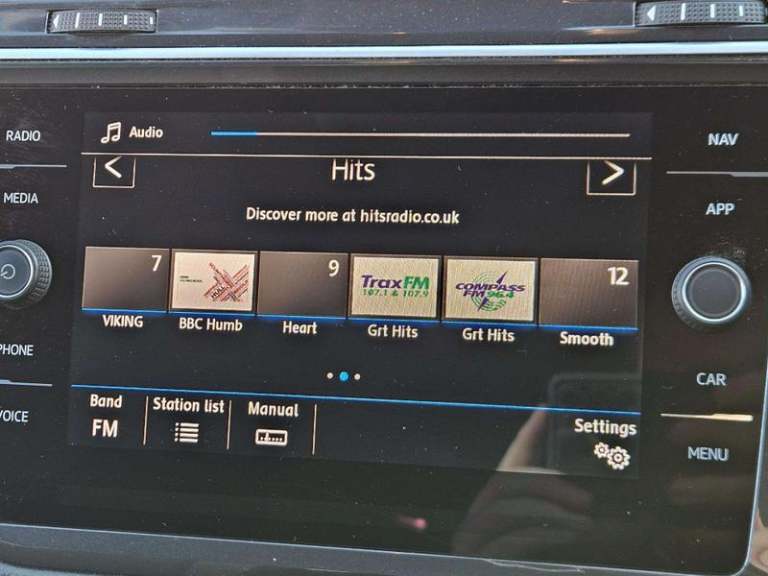 RADIO
MEDIA
PHONE
VOICE
Audio
Hits
Discover more at hitsradio.co.uk
7
VIKING
BBC Humb
9
Heart
TraxFM
107.1 & 107.9
Grt Hits
COMPASS
FM 96.4
Grt Hits
12
Smooth
Band
FM
Station list
Manual
Settings
NAV
APP
CAR
MENU